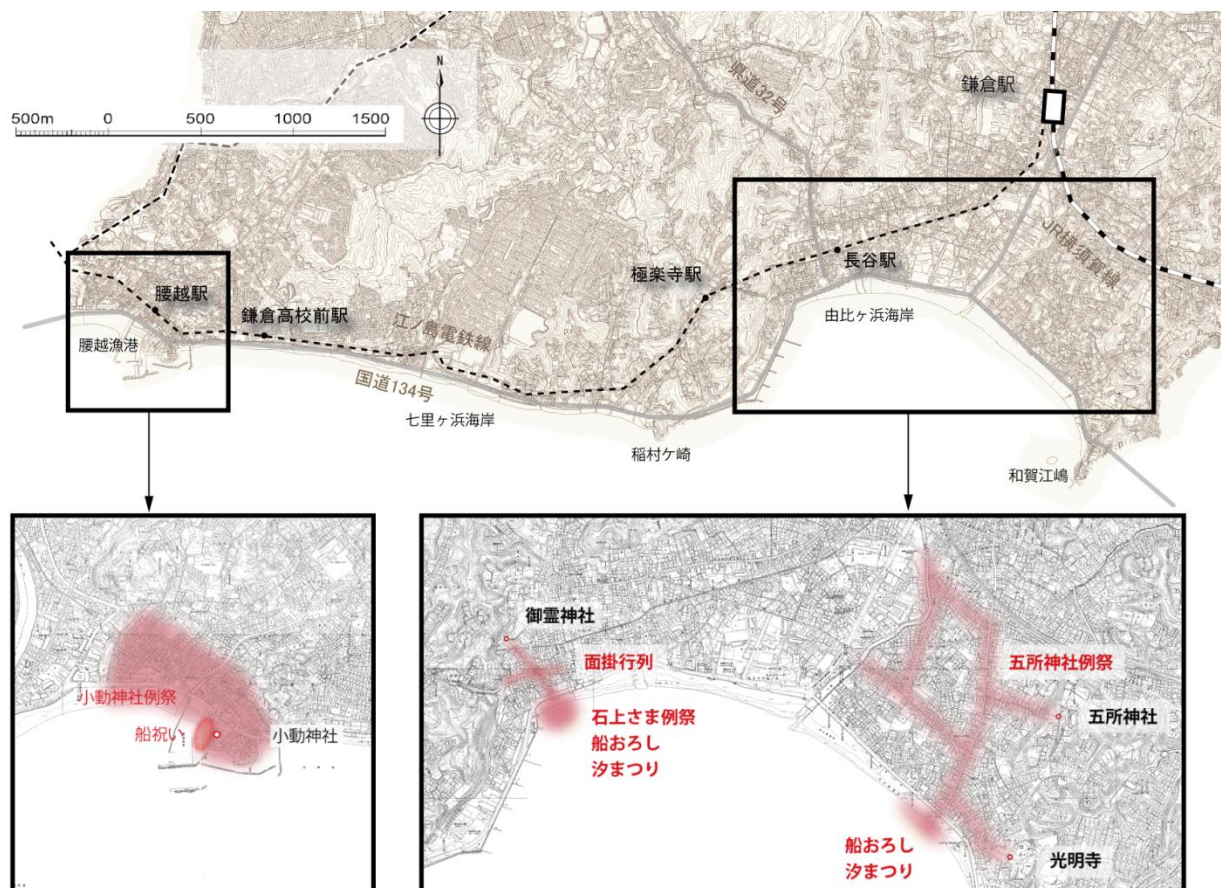 県道32号
鎌倉駅
N
500m 0 500 1000 1500
JR横須賀線
極楽寺駅
長谷駅
腰越駅
鎌倉高校前駅
江ノ島電鉄線
由比ヶ浜海岸
腰越漁港
国道134号
七里ヶ浜海岸
稲村ケ崎
和賀江嶋
小動神社例祭
船祝い
小動神社
御霊神社
面掛行列
石上さま例祭
船おろし
汐まつり
五所神社例祭
五所神社
船おろし
汐まつり
光明寺